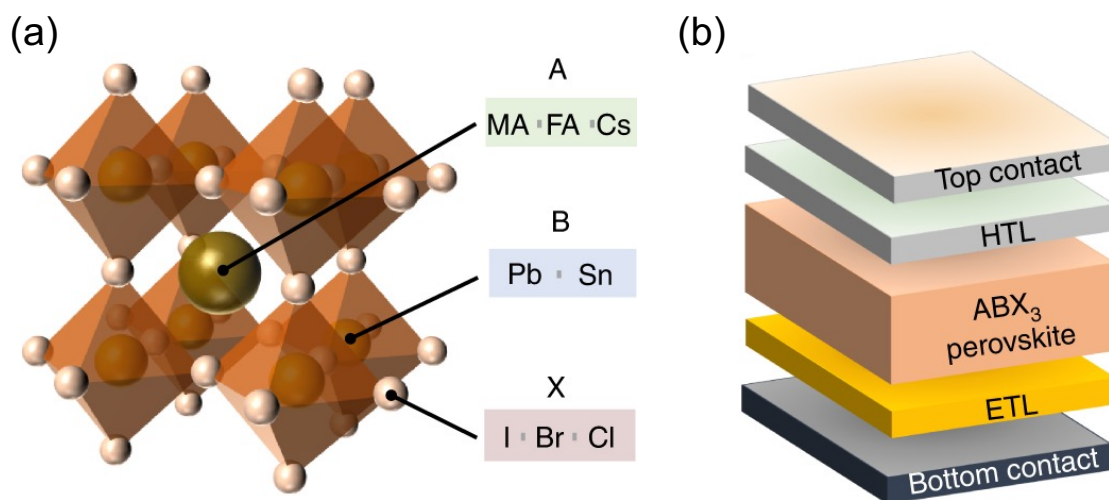 (a)
A
MA ▪ FA ▪ Cs
B
Pb ▪ Sn
X
I ▪ Br ▪ Cl
(b)
Top contact
HTL
ABX₃
perovskite
ETL
Bottom contact